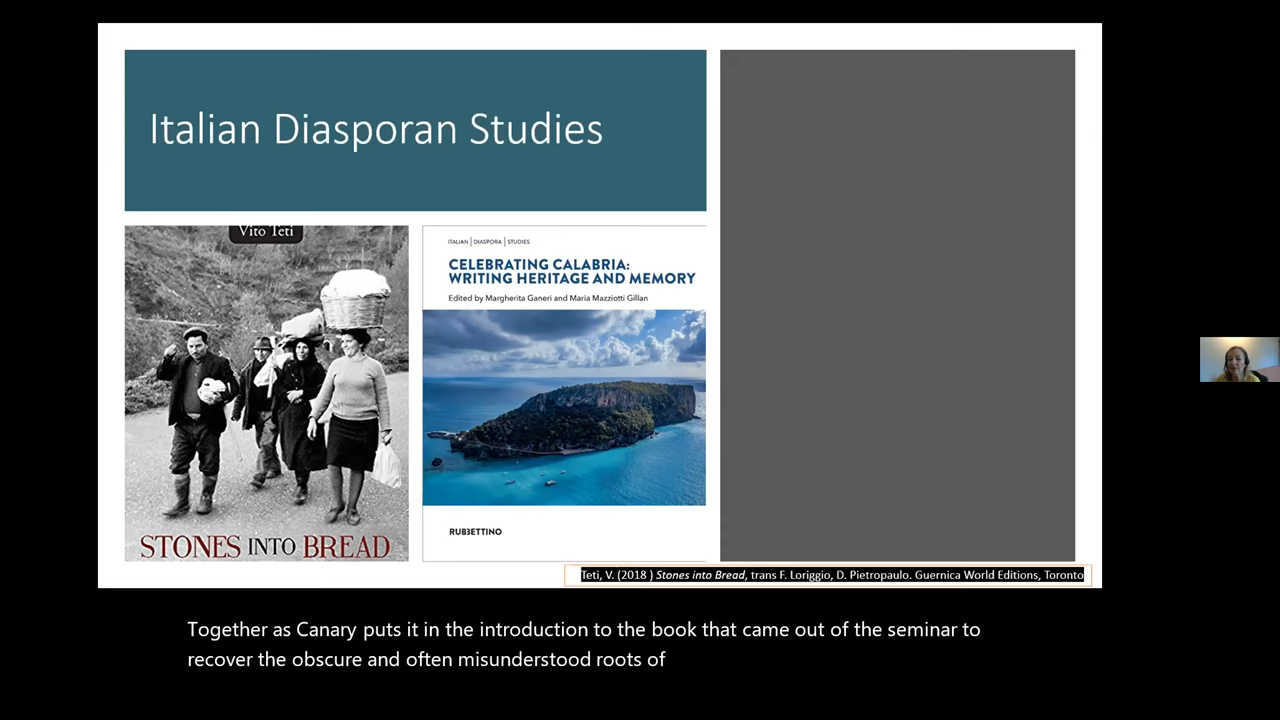 Italian Diasporan Studies
Vito Teti
STONES INTO BREAD
ITALIAN | DIASPORA | STUDIES
CELEBRATING CALABRIA:
WRITING HERITAGE AND MEMORY
Edited by Margherita Ganeri and Maria Mazziotti Gillan
RUBBETTINO
Teti, V. (2018 ) Stones into Bread, trans F. Loriggio, D. Pietropaulo. Guernica World Editions, Toronto
Together as Canary puts it in the introduction to the book that came out of the seminar to
recover the obscure and often misunderstood roots of